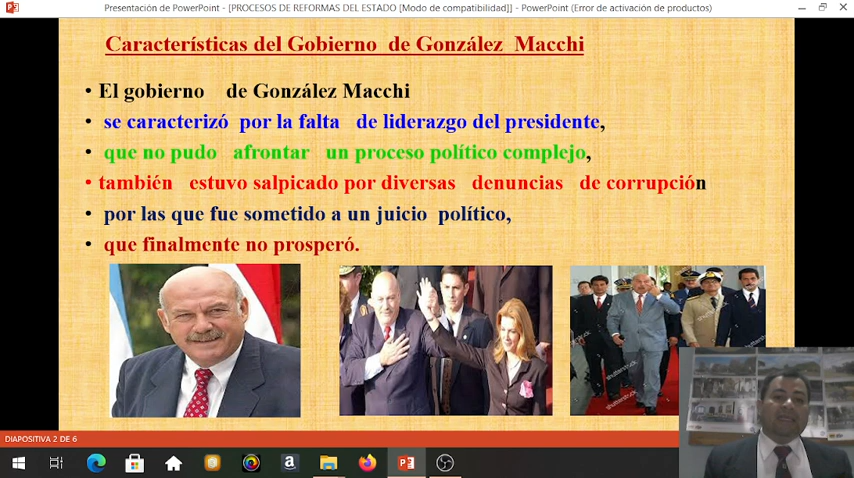 Presentación de PowerPoint - [PROCESOS DE REFORMAS DEL ESTADO [Modo de compatibilidad]] - PowerPoint (Error de activación de productos)
Características del Gobierno de González Macchi
• El gobierno de González Macchi
• se caracterizó por la falta de liderazgo del presidente,
• que no pudo afrontar un proceso político complejo,
• también estuvo salpicado por diversas denuncias de corrupción
• por las que fue sometido a un juicio político,
• que finalmente no prosperó.
shutterstock
shutterstock
DIAPOSITIVA 2 DE 6